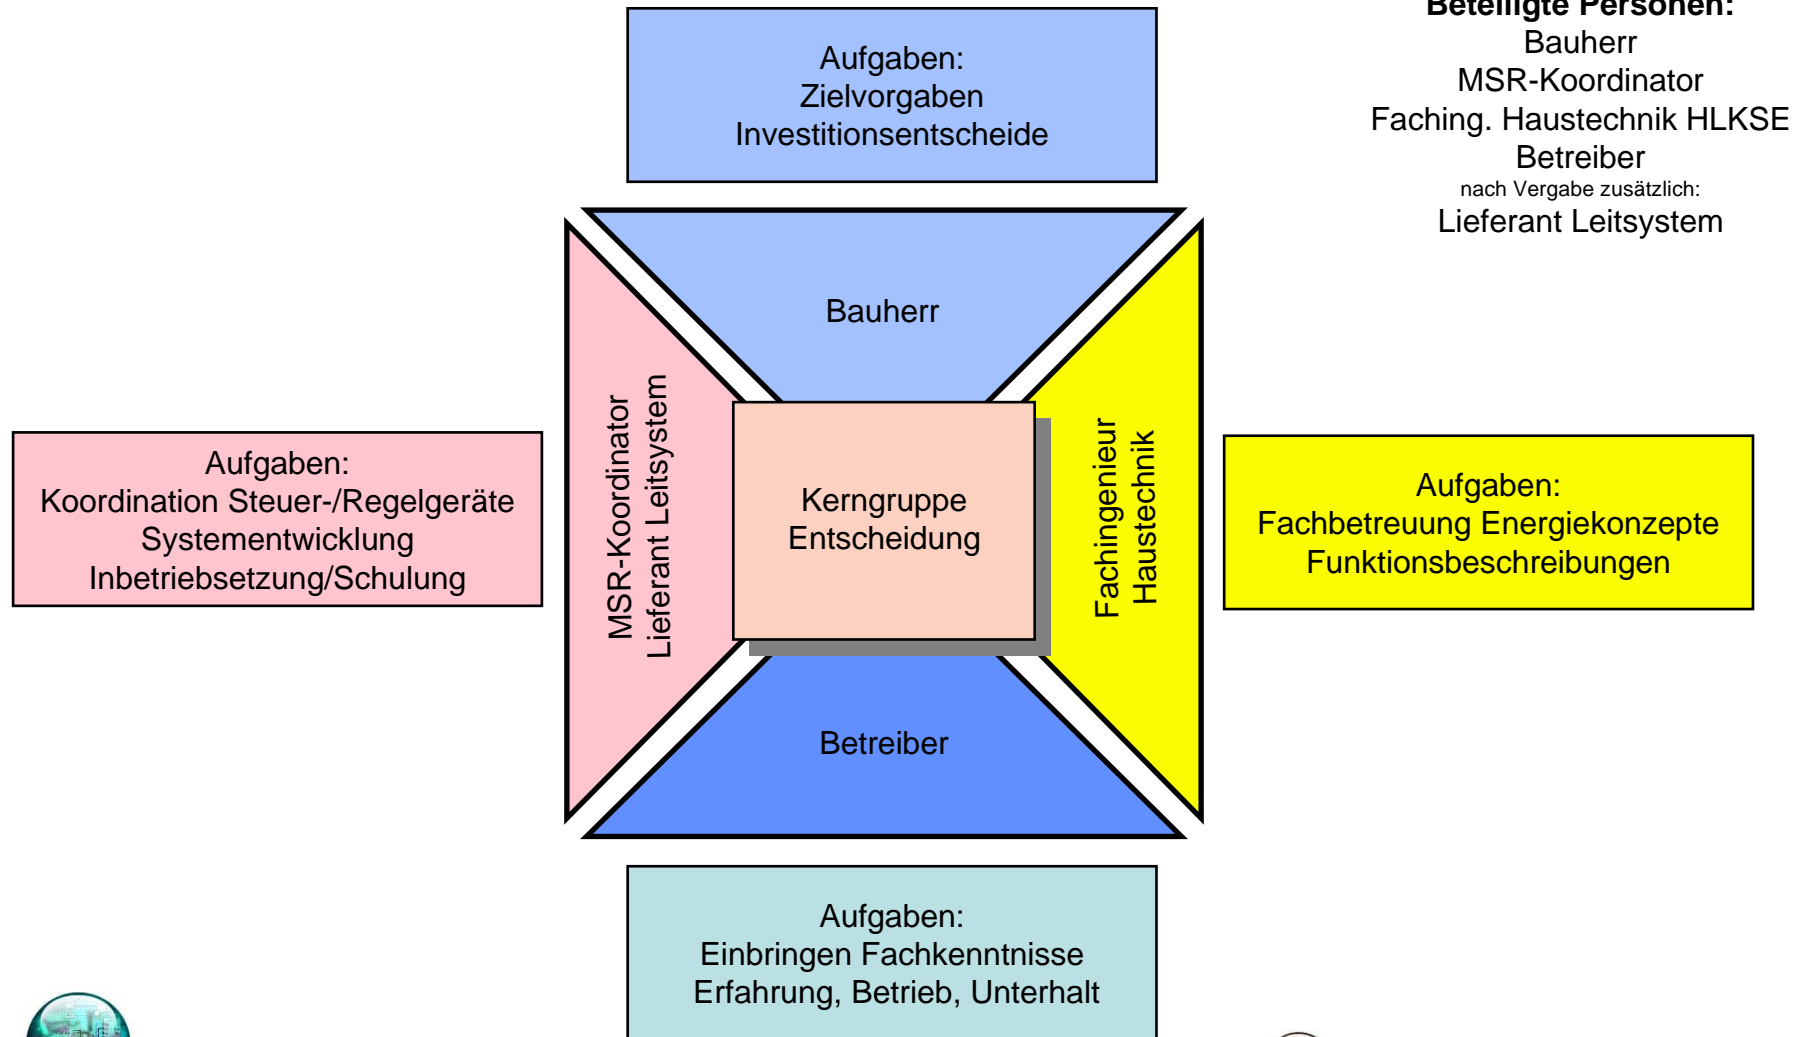 Beteiligte Personen:
Bauherr
MSR-Koordinator
Faching. Haustechnik HLKSE
Betreiber
nach Vergabe zusätzlich:
Lieferant Leitsystem
Aufgaben:
Zielvorgaben
Investitionsentscheide
Bauherr
Aufgaben:
Koordination Steuer-/Regelgeräte
Systementwicklung
Inbetriebsetzung/Schulung
MSR-Koordinator
Lieferant Leitsystem
Kerngruppe
Entscheidung
Fachingenieur
Haustechnik
Aufgaben:
Fachbetreuung Energiekonzepte
Funktionsbeschreibungen
Betreiber
Aufgaben:
Einbringen Fachkenntnisse
Erfahrung, Betrieb, Unterhalt